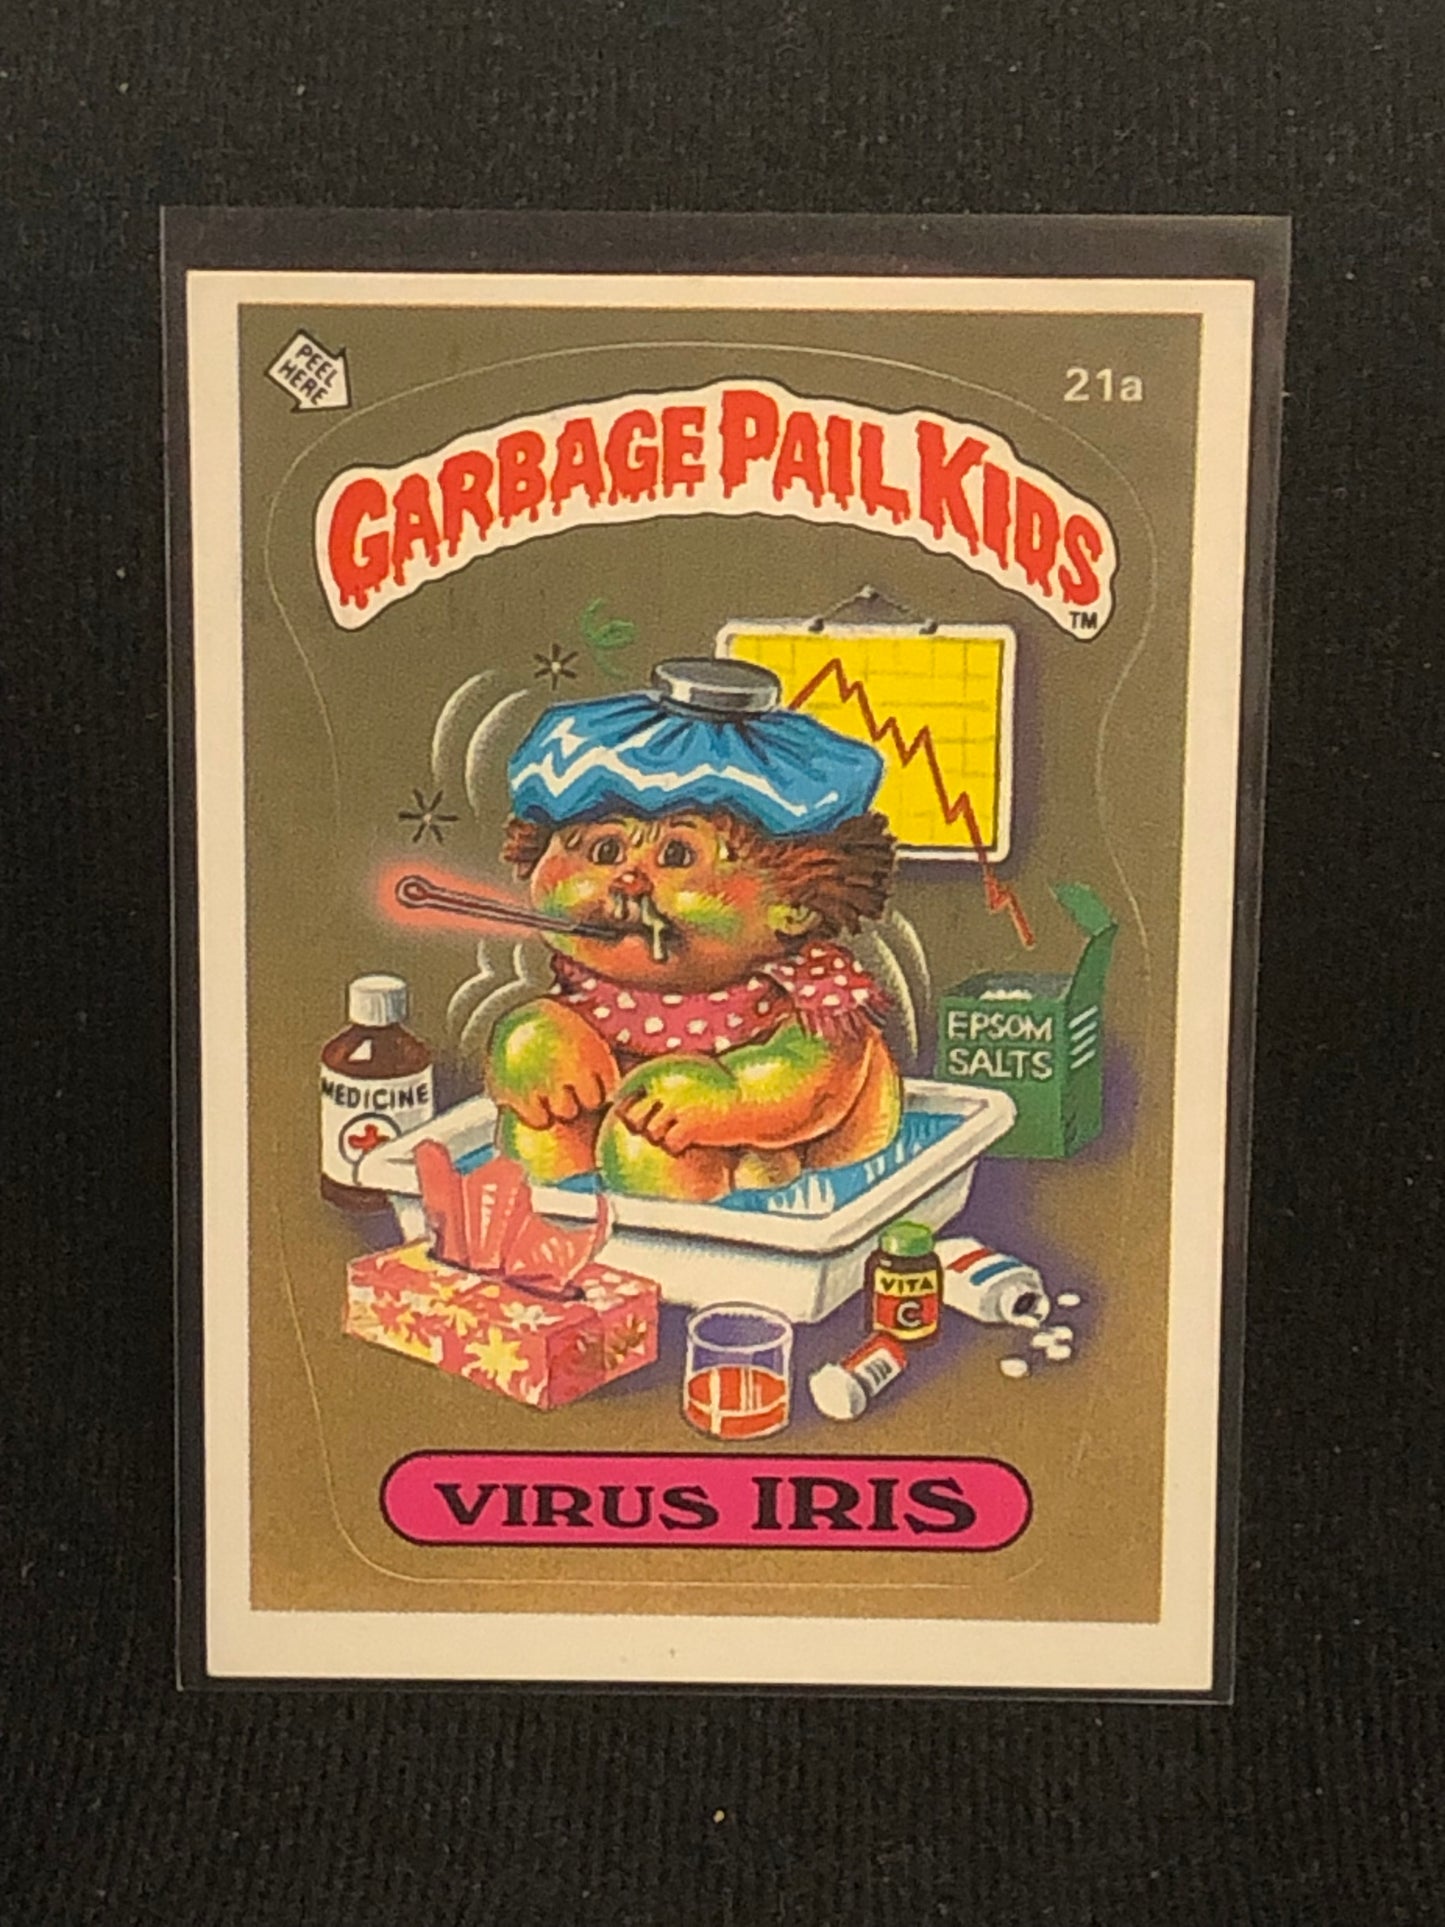 PEEL
HERE
21a
GARBAGE PAIL KIDS
TM
EPSOM
SALTS
MEDICINE
VITA
C
VIRUS IRIS